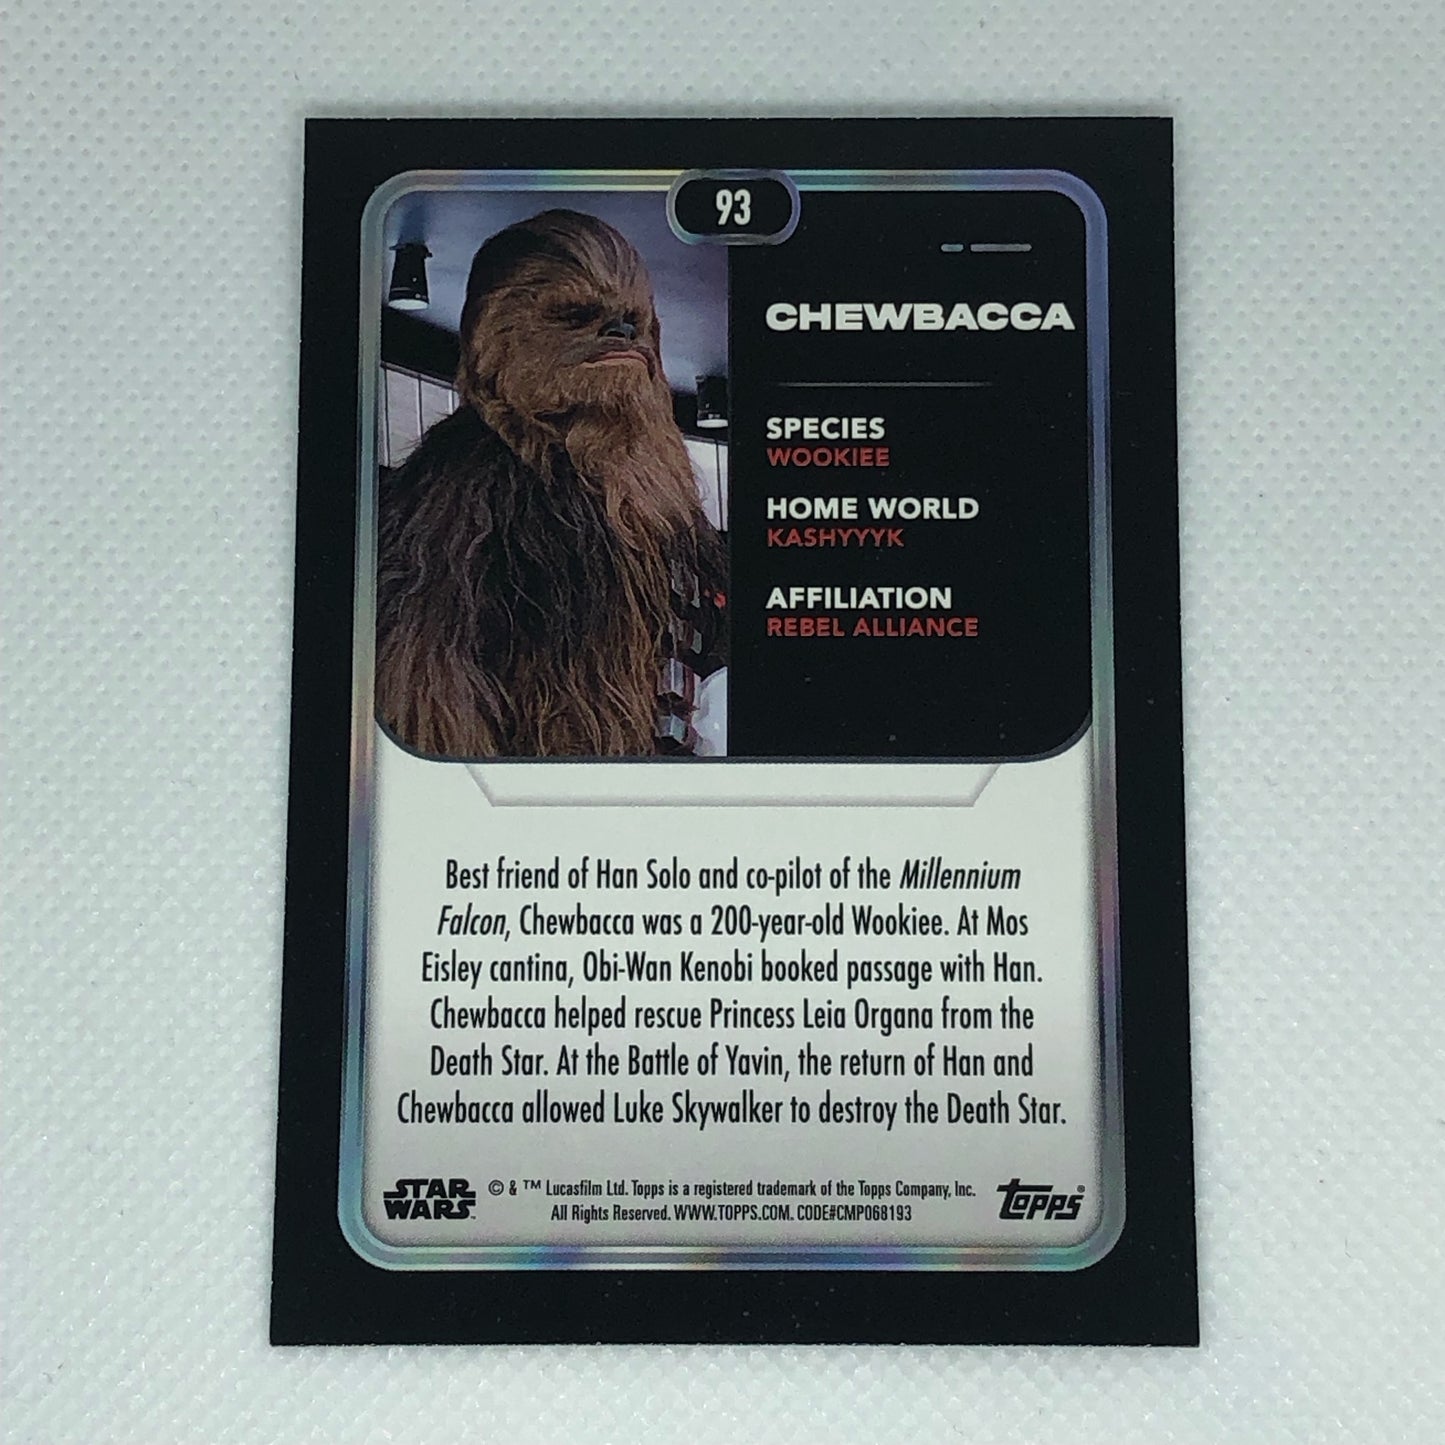 93
CHEWBACCA
SPECIES
WOOKIEE
HOME WORLD
KASHYYYK
AFFILIATION
REBEL ALLIANCE
Best friend of Han Solo and co-pilot of the Millennium
Falcon, Chewbacca was a 200-year-old Wookiee. At Mos
Eisley cantina, Obi-Wan Kenobi booked passage with Han.
Chewbacca helped rescue Princess Leia Organa from the
Death Star. At the Battle of Yavin, the return of Han and
Chewbacca allowed Luke Skywalker to destroy the Death Star.
STAR
WARS
© & ™ Lucasfilm Ltd. Topps is a registered trademark of the Topps Company, Inc.
All Rights Reserved. WWW.TOPPS.COM. CODE#CMP068193
topps®